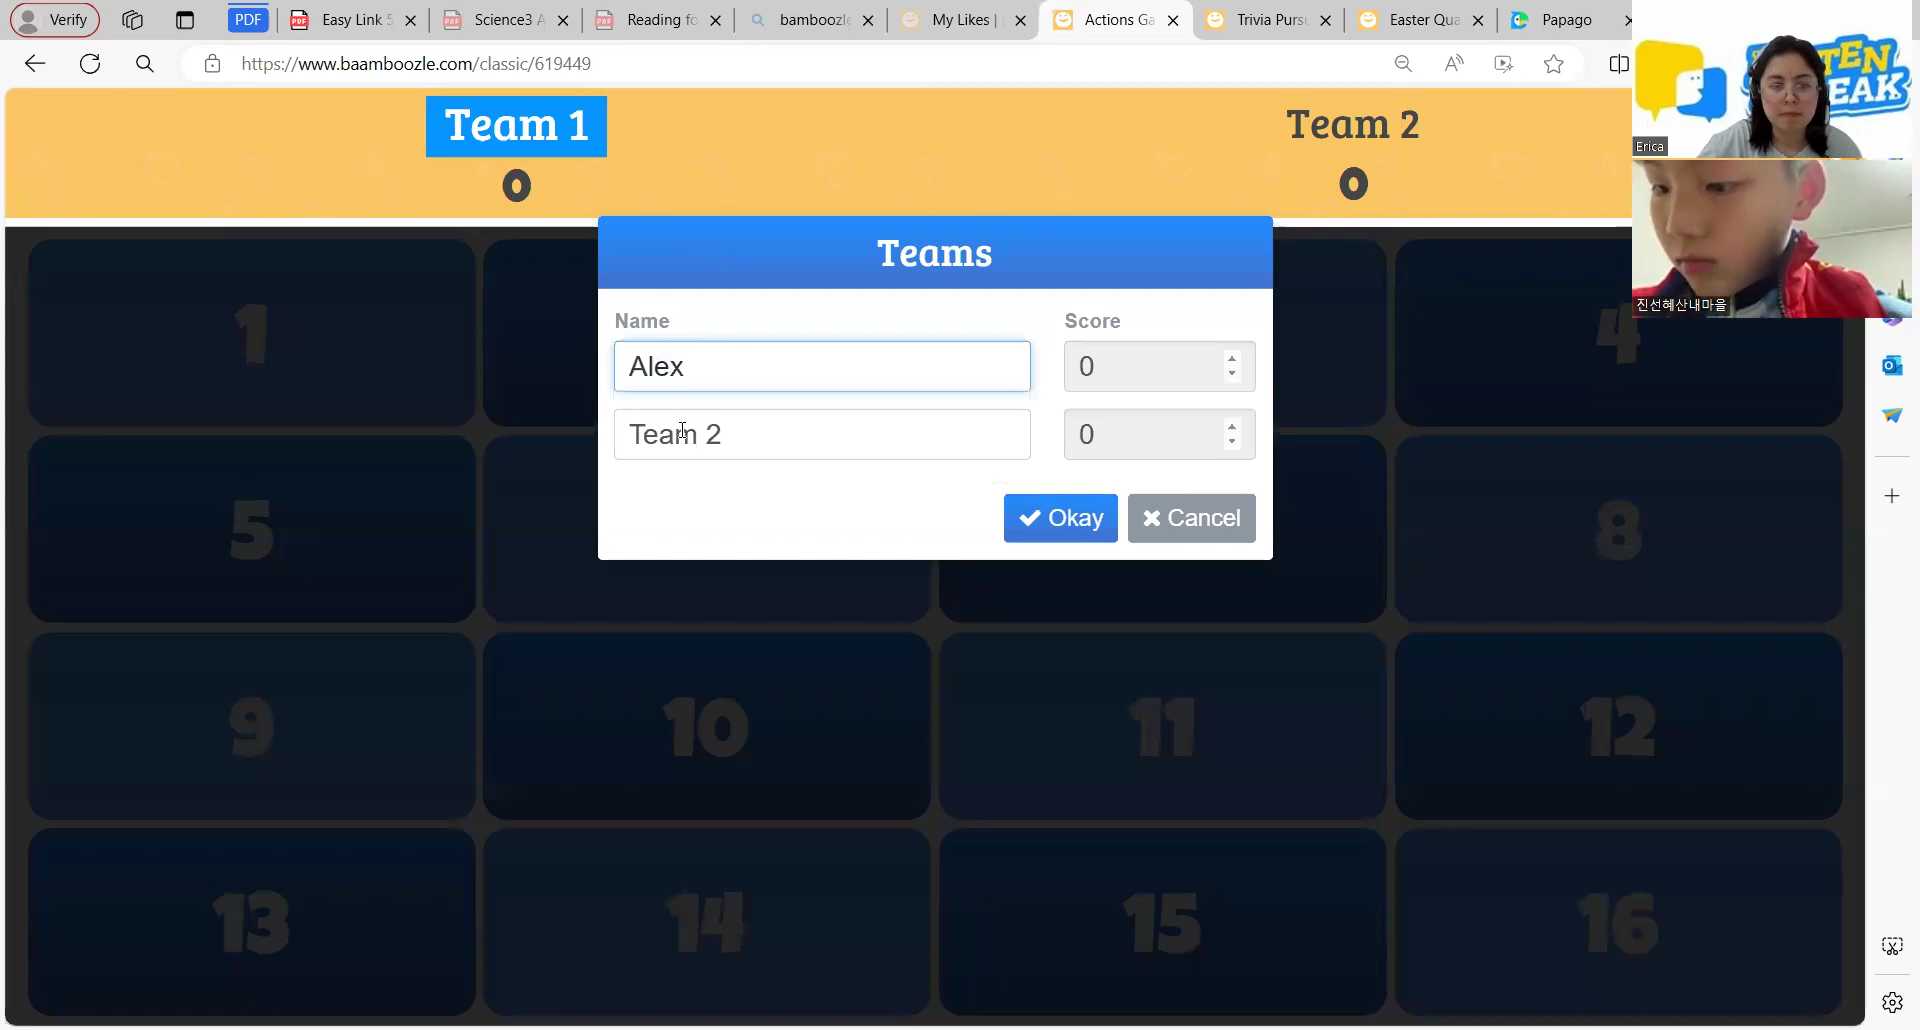 Verify
PDF
Easy Link 5
Science3 A
Reading fo
bamboozle
My Likes |
Actions Ga
Trivia Purs
Easter Qua
Papago
https://www.baamboozle.com/classic/619449
TEN
EAK
Erica
진선혜산내마을
Team 1
0
Team 2
0
Teams
Name
Score
Alex
0
Team 2
0
Okay
Cancel
1
4
5
8
9
10
11
12
13
14
15
16